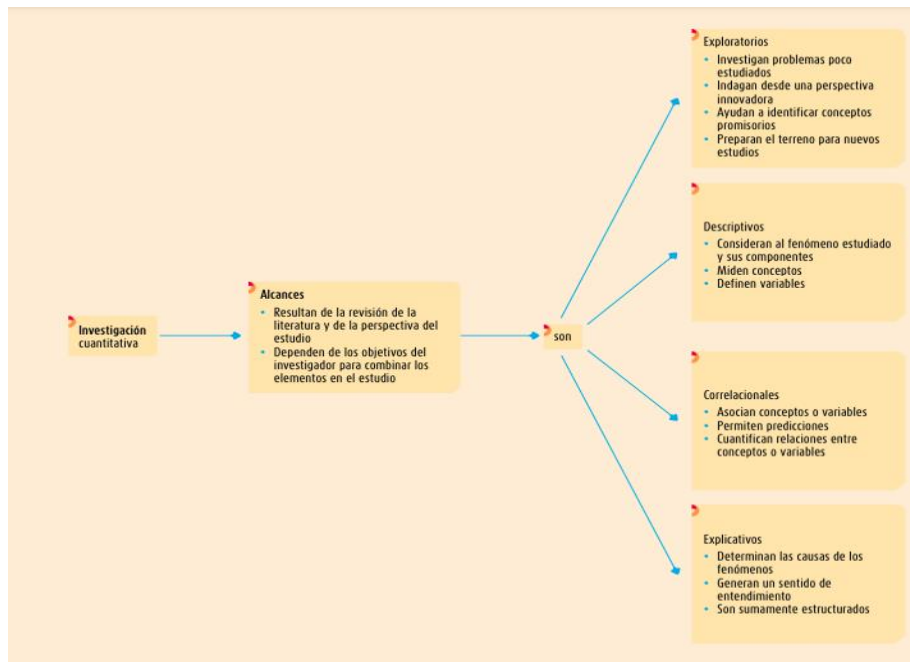 Investigación
cuantitativa
Alcances
• Resultan de la revisión de la
literatura y de la perspectiva del
estudio
• Dependen de los objetivos del
investigador para combinar los
elementos en el estudio
son
Exploratorios
• Investigan problemas poco
estudiados
• Indagan desde una perspectiva
innovadora
• Ayudan a identificar conceptos
promisorios
• Preparan el terreno para nuevos
estudios
Descriptivos
• Consideran al fenómeno estudiado
y sus componentes
• Miden conceptos
• Definen variables
Correlacionales
• Asocian conceptos o variables
• Permiten predicciones
• Cuantifican relaciones entre
conceptos o variables
Explicativos
• Determinan las causas de los
fenómenos
• Generan un sentido de
entendimiento
• Son sumamente estructurados